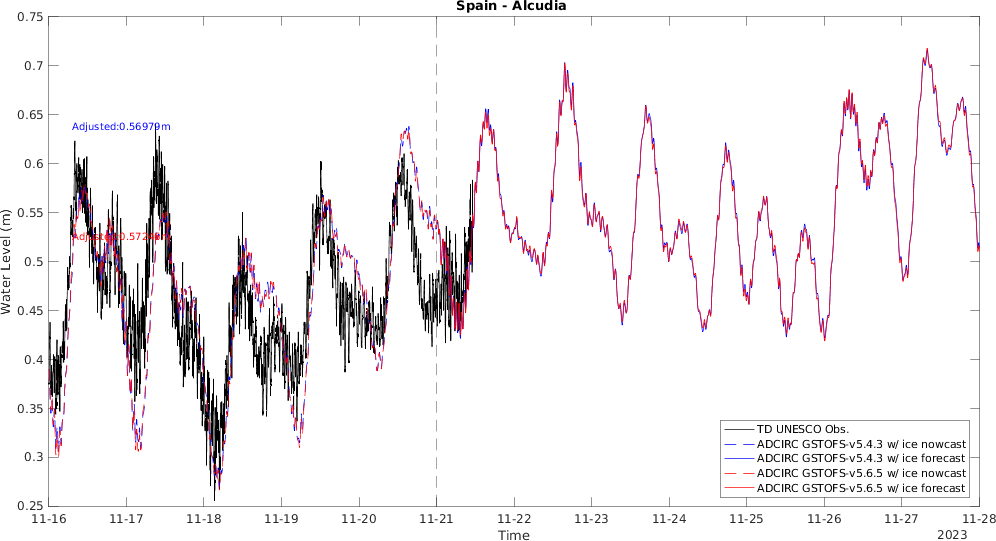 Spain - Alcudia
0.75
0.7
0.65
0.6
0.55
0.5
0.45
0.4
0.35
0.3
0.25
Water Level (m)
Adjusted:0.56979m
11-16
11-17
11-18
11-19
11-20
11-21
11-22
11-23
11-24
11-25
11-26
11-27
11-28
Time
2023
TD UNESCO Obs.
ADCIRC GSTOFS-v5.4.3 w/ ice nowcast
ADCIRC GSTOFS-v5.4.3 w/ ice forecast
ADCIRC GSTOFS-v5.6.5 w/ ice nowcast
ADCIRC GSTOFS-v5.6.5 w/ ice forecast